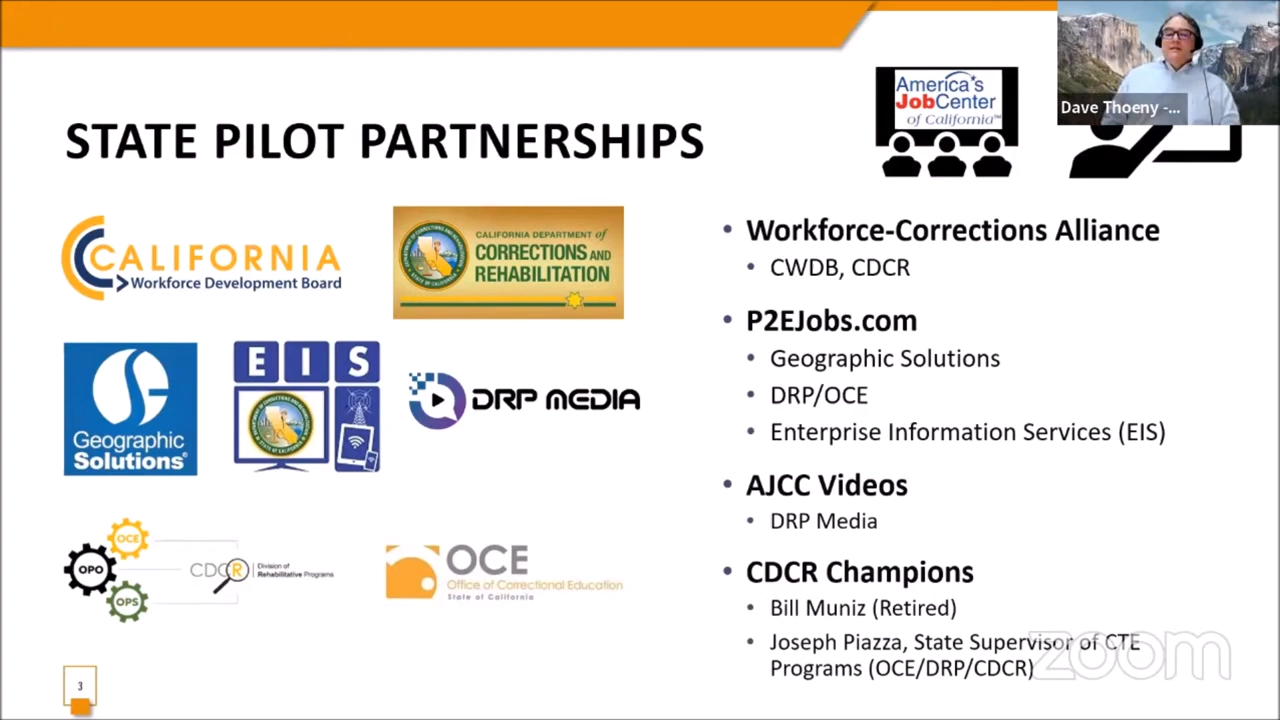 America's
JobCenter
of California™
Dave Thoeny -...
STATE PILOT PARTNERSHIPS
CALIFORNIA
Workforce Development Board
CALIFORNIA DEPARTMENT of
CORRECTIONS AND
REHABILITATION
Geographic
Solutions®
EIS
DRP MEDIA
OCE
OPO
OPS
CDCR
Division of
Rehabilitative Programs
OCE
Office of Correctional Education
State of California
• Workforce-Corrections Alliance
• CWDB, CDCR
• P2EJobs.com
• Geographic Solutions
• DRP/OCE
• Enterprise Information Services (EIS)
• AJCC Videos
• DRP Media
• CDCR Champions
• Bill Muniz (Retired)
• Joseph Piazza, State Supervisor of CTE
Programs (OCE/DRP/CDCR)
zoom
3